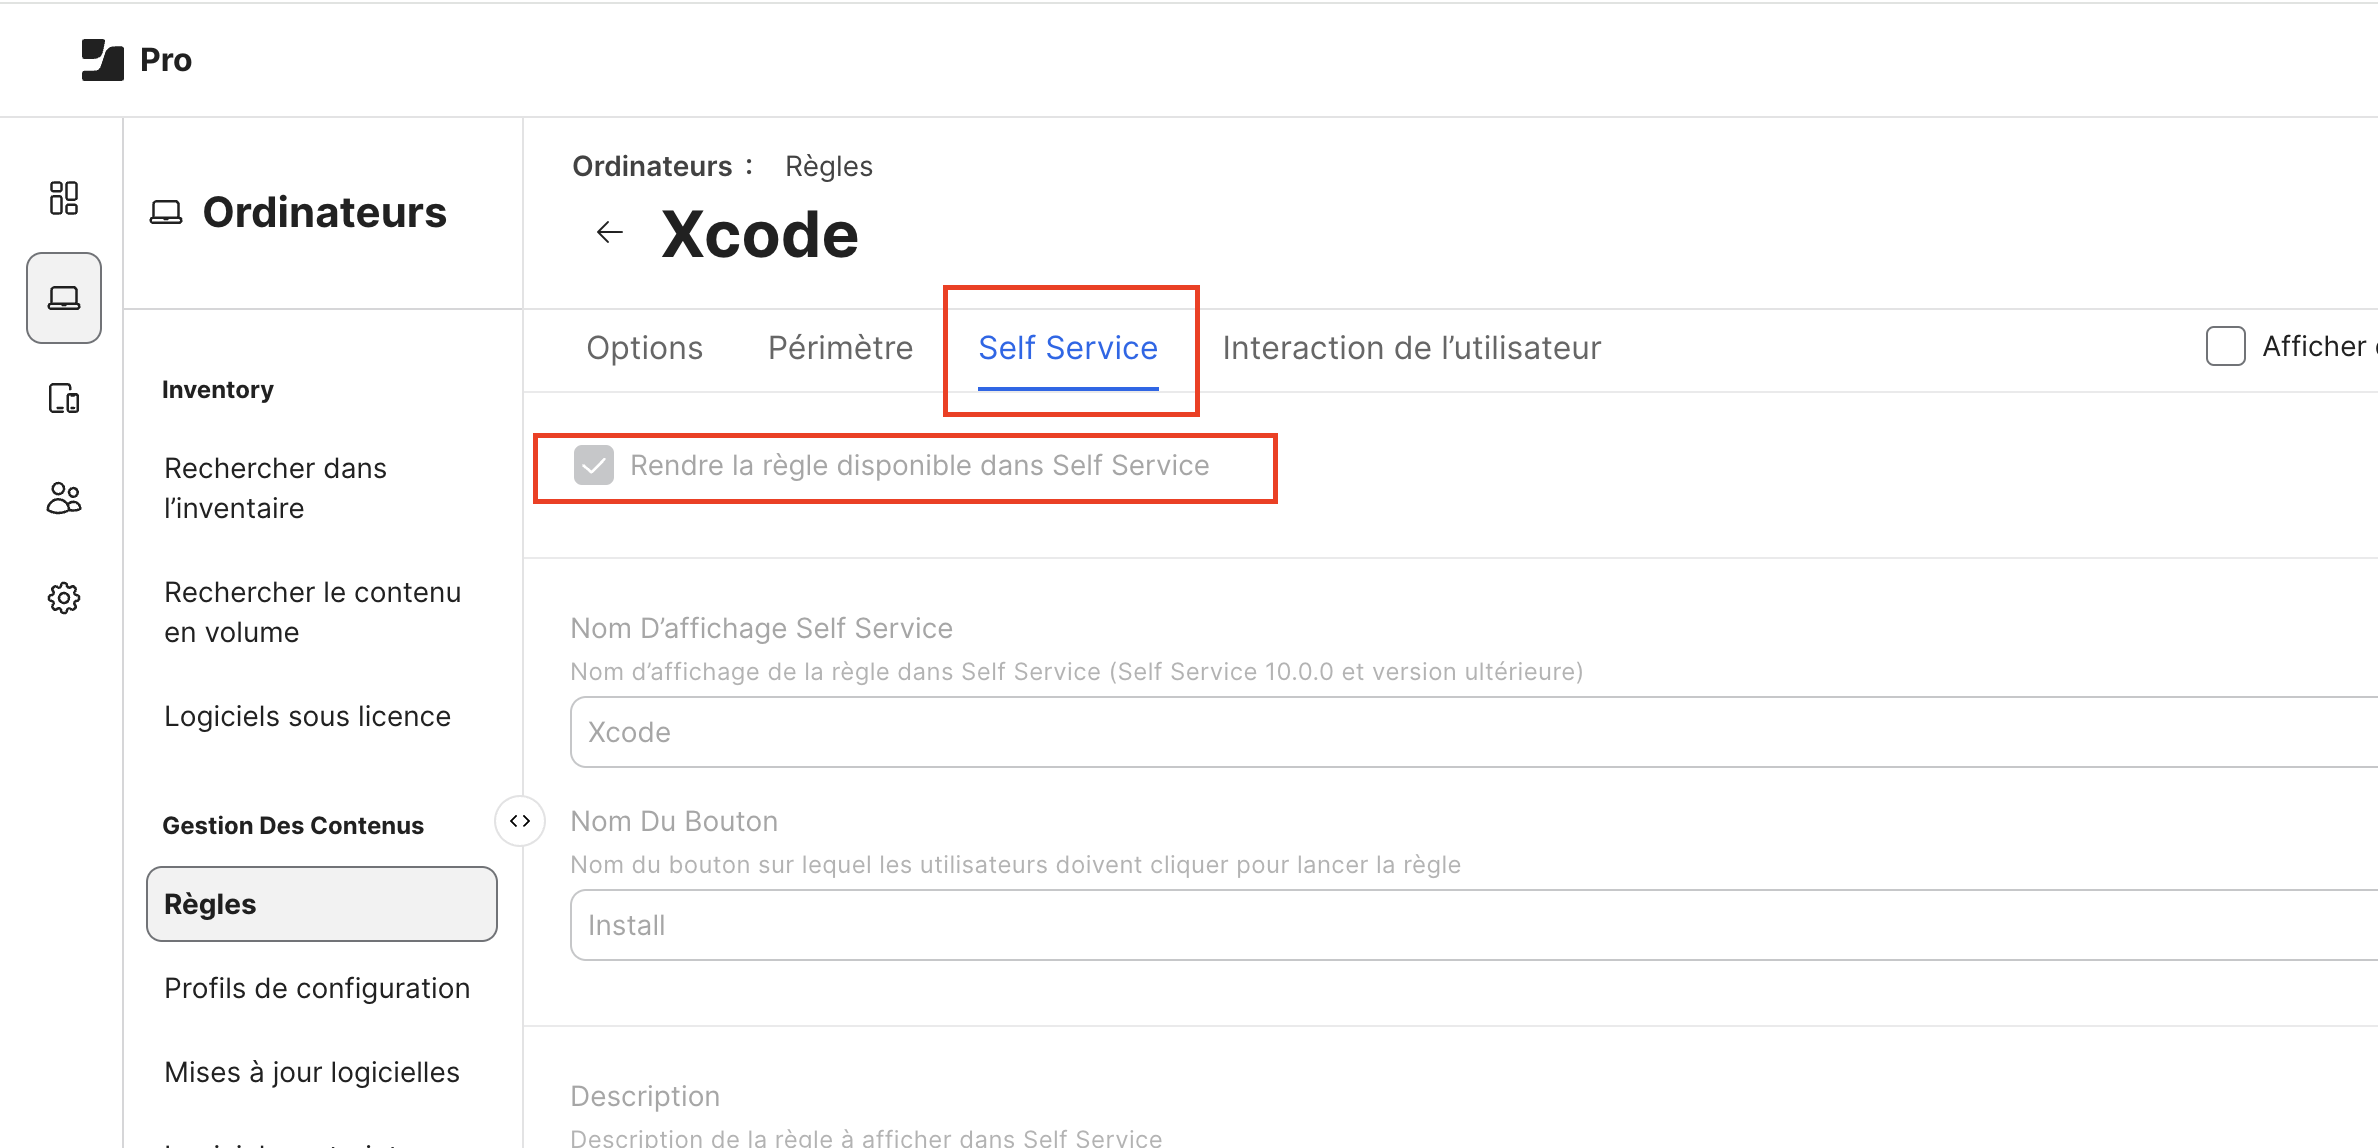 Pro
Ordinateurs
Inventory
Rechercher dans
l’inventaire
Rechercher le contenu
en volume
Logiciels sous licence
Gestion Des Contenus
Règles
Profils de configuration
Mises à jour logicielles
Ordinateurs : Règles
Xcode
Options Périmètre Self Service Interaction de l’utilisateur Afficher
Rendre la règle disponible dans Self Service
Nom D’affichage Self Service
Nom d’affichage de la règle dans Self Service (Self Service 10.0.0 et version ultérieure)
Xcode
Nom Du Bouton
Nom du bouton sur lequel les utilisateurs doivent cliquer pour lancer la règle
Install
Description
Description de la règle à afficher dans Self Service